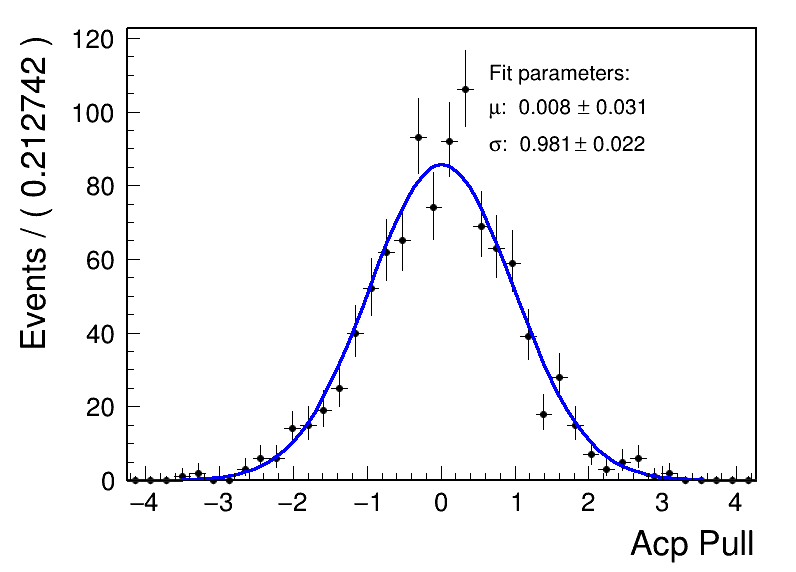 Events / ( 0.212742 )
120
100
80
60
40
20
0
Fit parameters:
μ: 0.008 ± 0.031
σ: 0.981 ± 0.022
−4 −3 −2 −1 0 1 2 3 4
Acp Pull